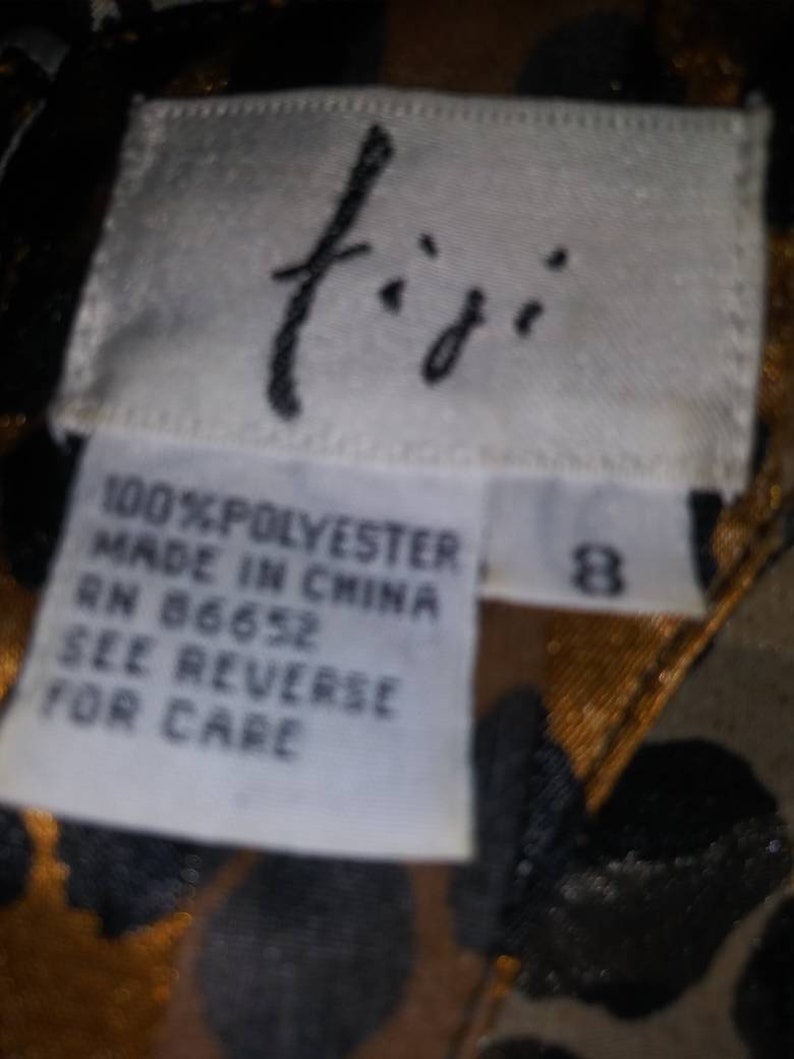 fiji
100%POLYESTER
MADE IN CHINA
RN 86652
SEE REVERSE
FOR CARE
8